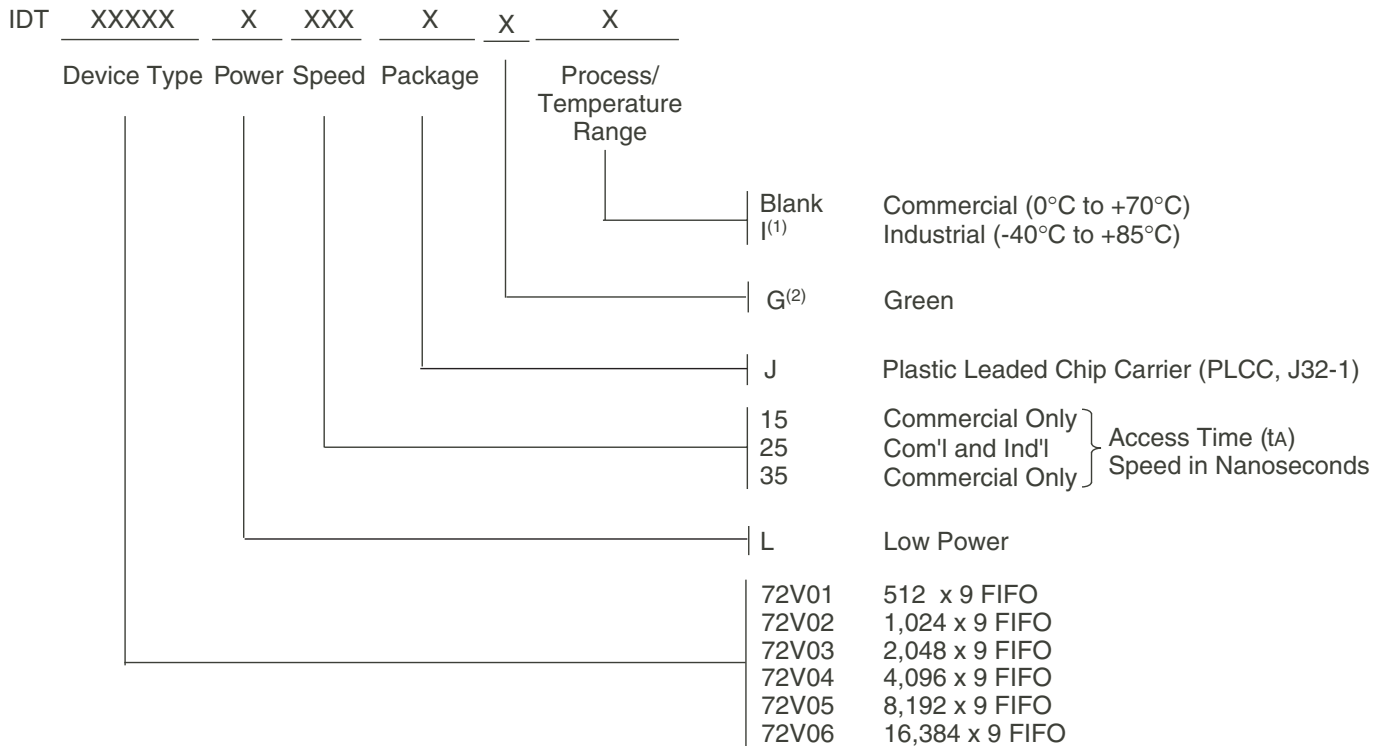 IDT XXXXX X XXX X X X
Device Type Power Speed Package Process/
Temperature
Range
Blank Commercial (0°C to +70°C)
I(1) Industrial (-40°C to +85°C)
G(2) Green
J Plastic Leaded Chip Carrier (PLCC, J32-1)
15 Commercial Only
25 Com'l and Ind'l
35 Commercial Only
Access Time (tA)
Speed in Nanoseconds
L Low Power
72V01 512 x 9 FIFO
72V02 1,024 x 9 FIFO
72V03 2,048 x 9 FIFO
72V04 4,096 x 9 FIFO
72V05 8,192 x 9 FIFO
72V06 16,384 x 9 FIFO